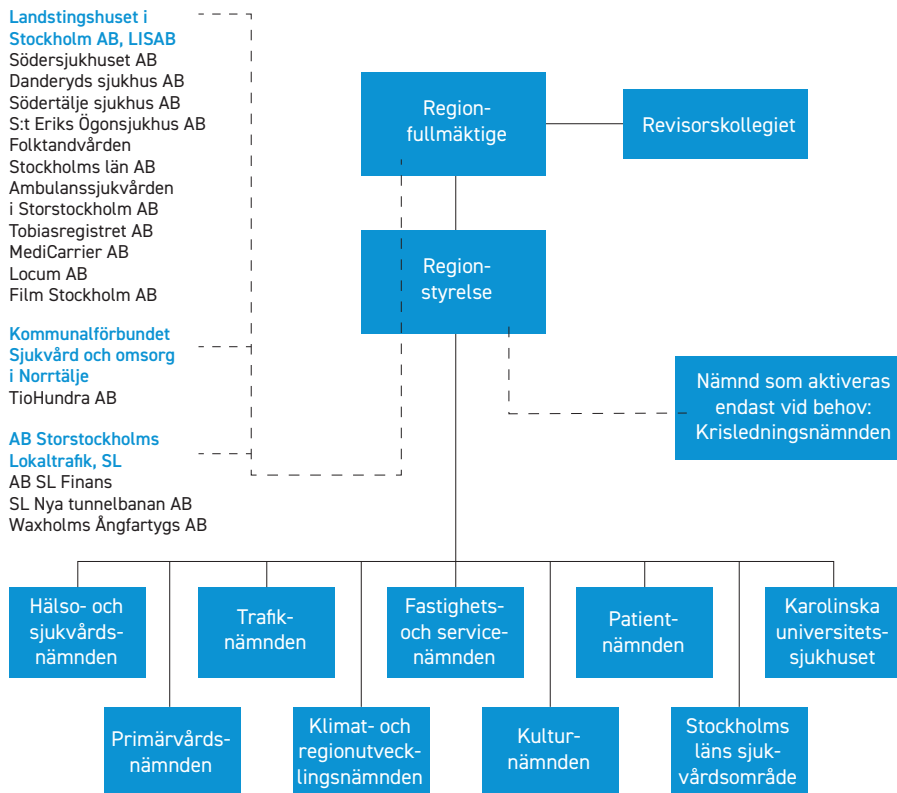 Landstingshuset i
Stockholm AB, LISAB
Södersjukhuset AB
Danderyds sjukhus AB
Södertälje sjukhus AB
S:t Eriks Ögonsjukhus AB
Folktandvården
Stockholms län AB
Ambulanssjukvården
i Storstockholm AB
Tobiasregistret AB
MediCarrier AB
Locum AB
Film Stockholm AB
Kommunalförbundet
Sjukvård och omsorg
i Norrtälje
TioHundra AB
AB Storstockholms
Lokaltrafik, SL
AB SL Finans
SL Nya tunnelbanan AB
Waxholms Ångfartygs AB
Region-
fullmäktige
Revisorskollegiet
Region-
styrelse
Nämnd som aktiveras
endast vid behov:
Krisledningsnämnden
Hälso- och
sjukvårds-
nämnden
Trafik-
nämnden
Fastighets-
och service-
nämnden
Patient-
nämnden
Karolinska
universitets-
sjukhuset
Primärvårds-
nämnden
Klimat- och
regionutveck-
lingsnämnden
Kultur-
nämnden
Stockholms
läns sjuk-
vårdsområde